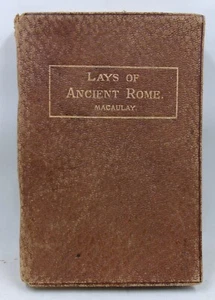 LAYS OF
ANCIENT ROME.
MACAULAY.